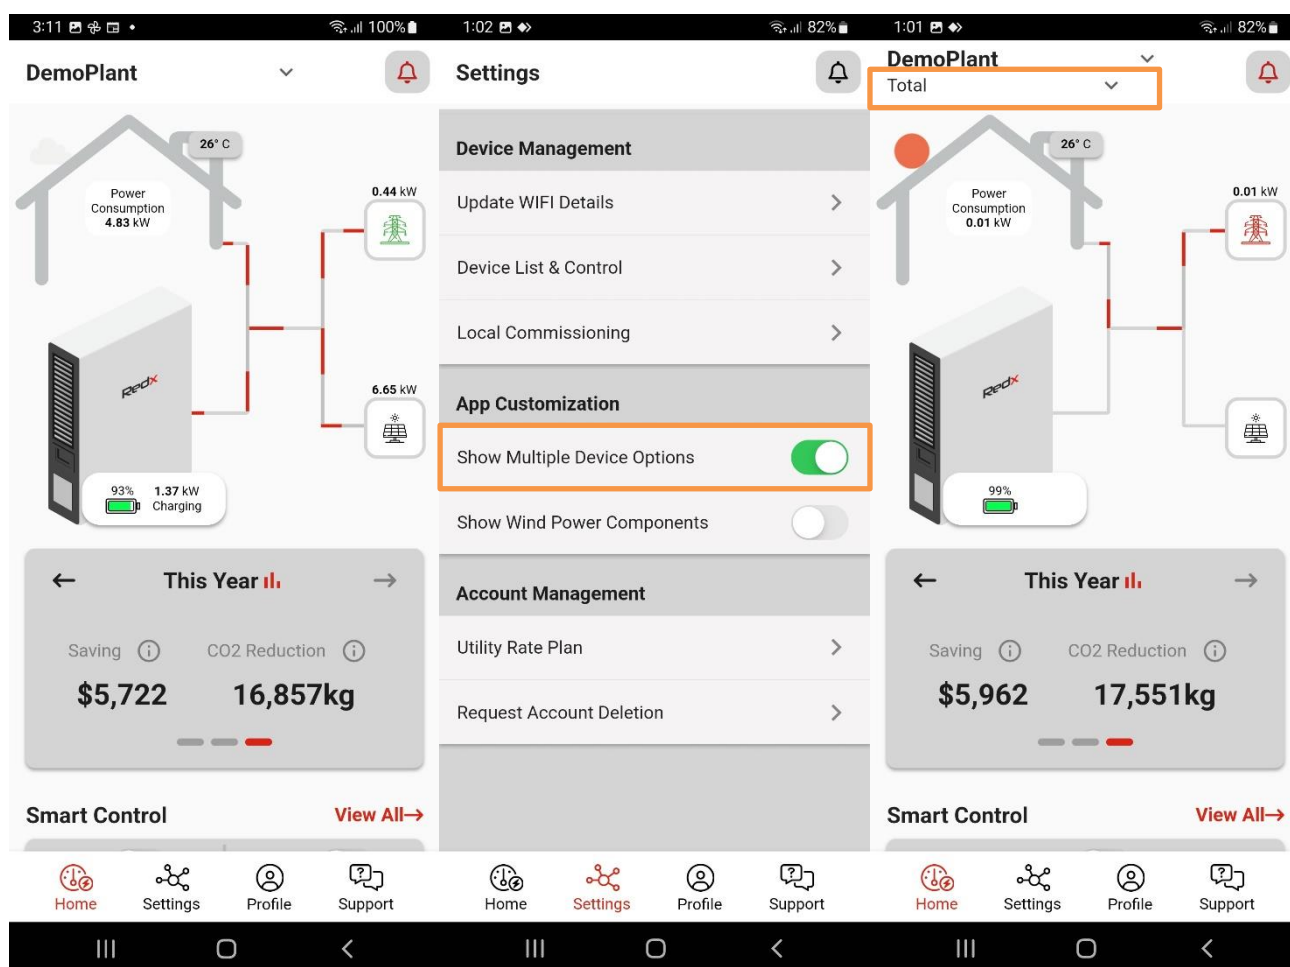 3:11
100%
DemoPlant
26° C
Power
Consumption
4.83 kW
0.44 kW
RedX
6.65 kW
93% 1.37 kW
Charging
This Year
Saving CO2 Reduction
$5,722 16,857kg
Smart Control View All→
Home Settings Profile Support
1:02
82%
Settings
Device Management
Update WIFI Details
Device List & Control
Local Commissioning
App Customization
Show Multiple Device Options
Show Wind Power Components
Account Management
Utility Rate Plan
Request Account Deletion
Home Settings Profile Support
1:01
82%
DemoPlant
Total
26° C
Power
Consumption
0.01 kW
0.01 kW
RedX
99%
This Year
Saving CO2 Reduction
$5,962 17,551kg
Smart Control View All→
Home Settings Profile Support